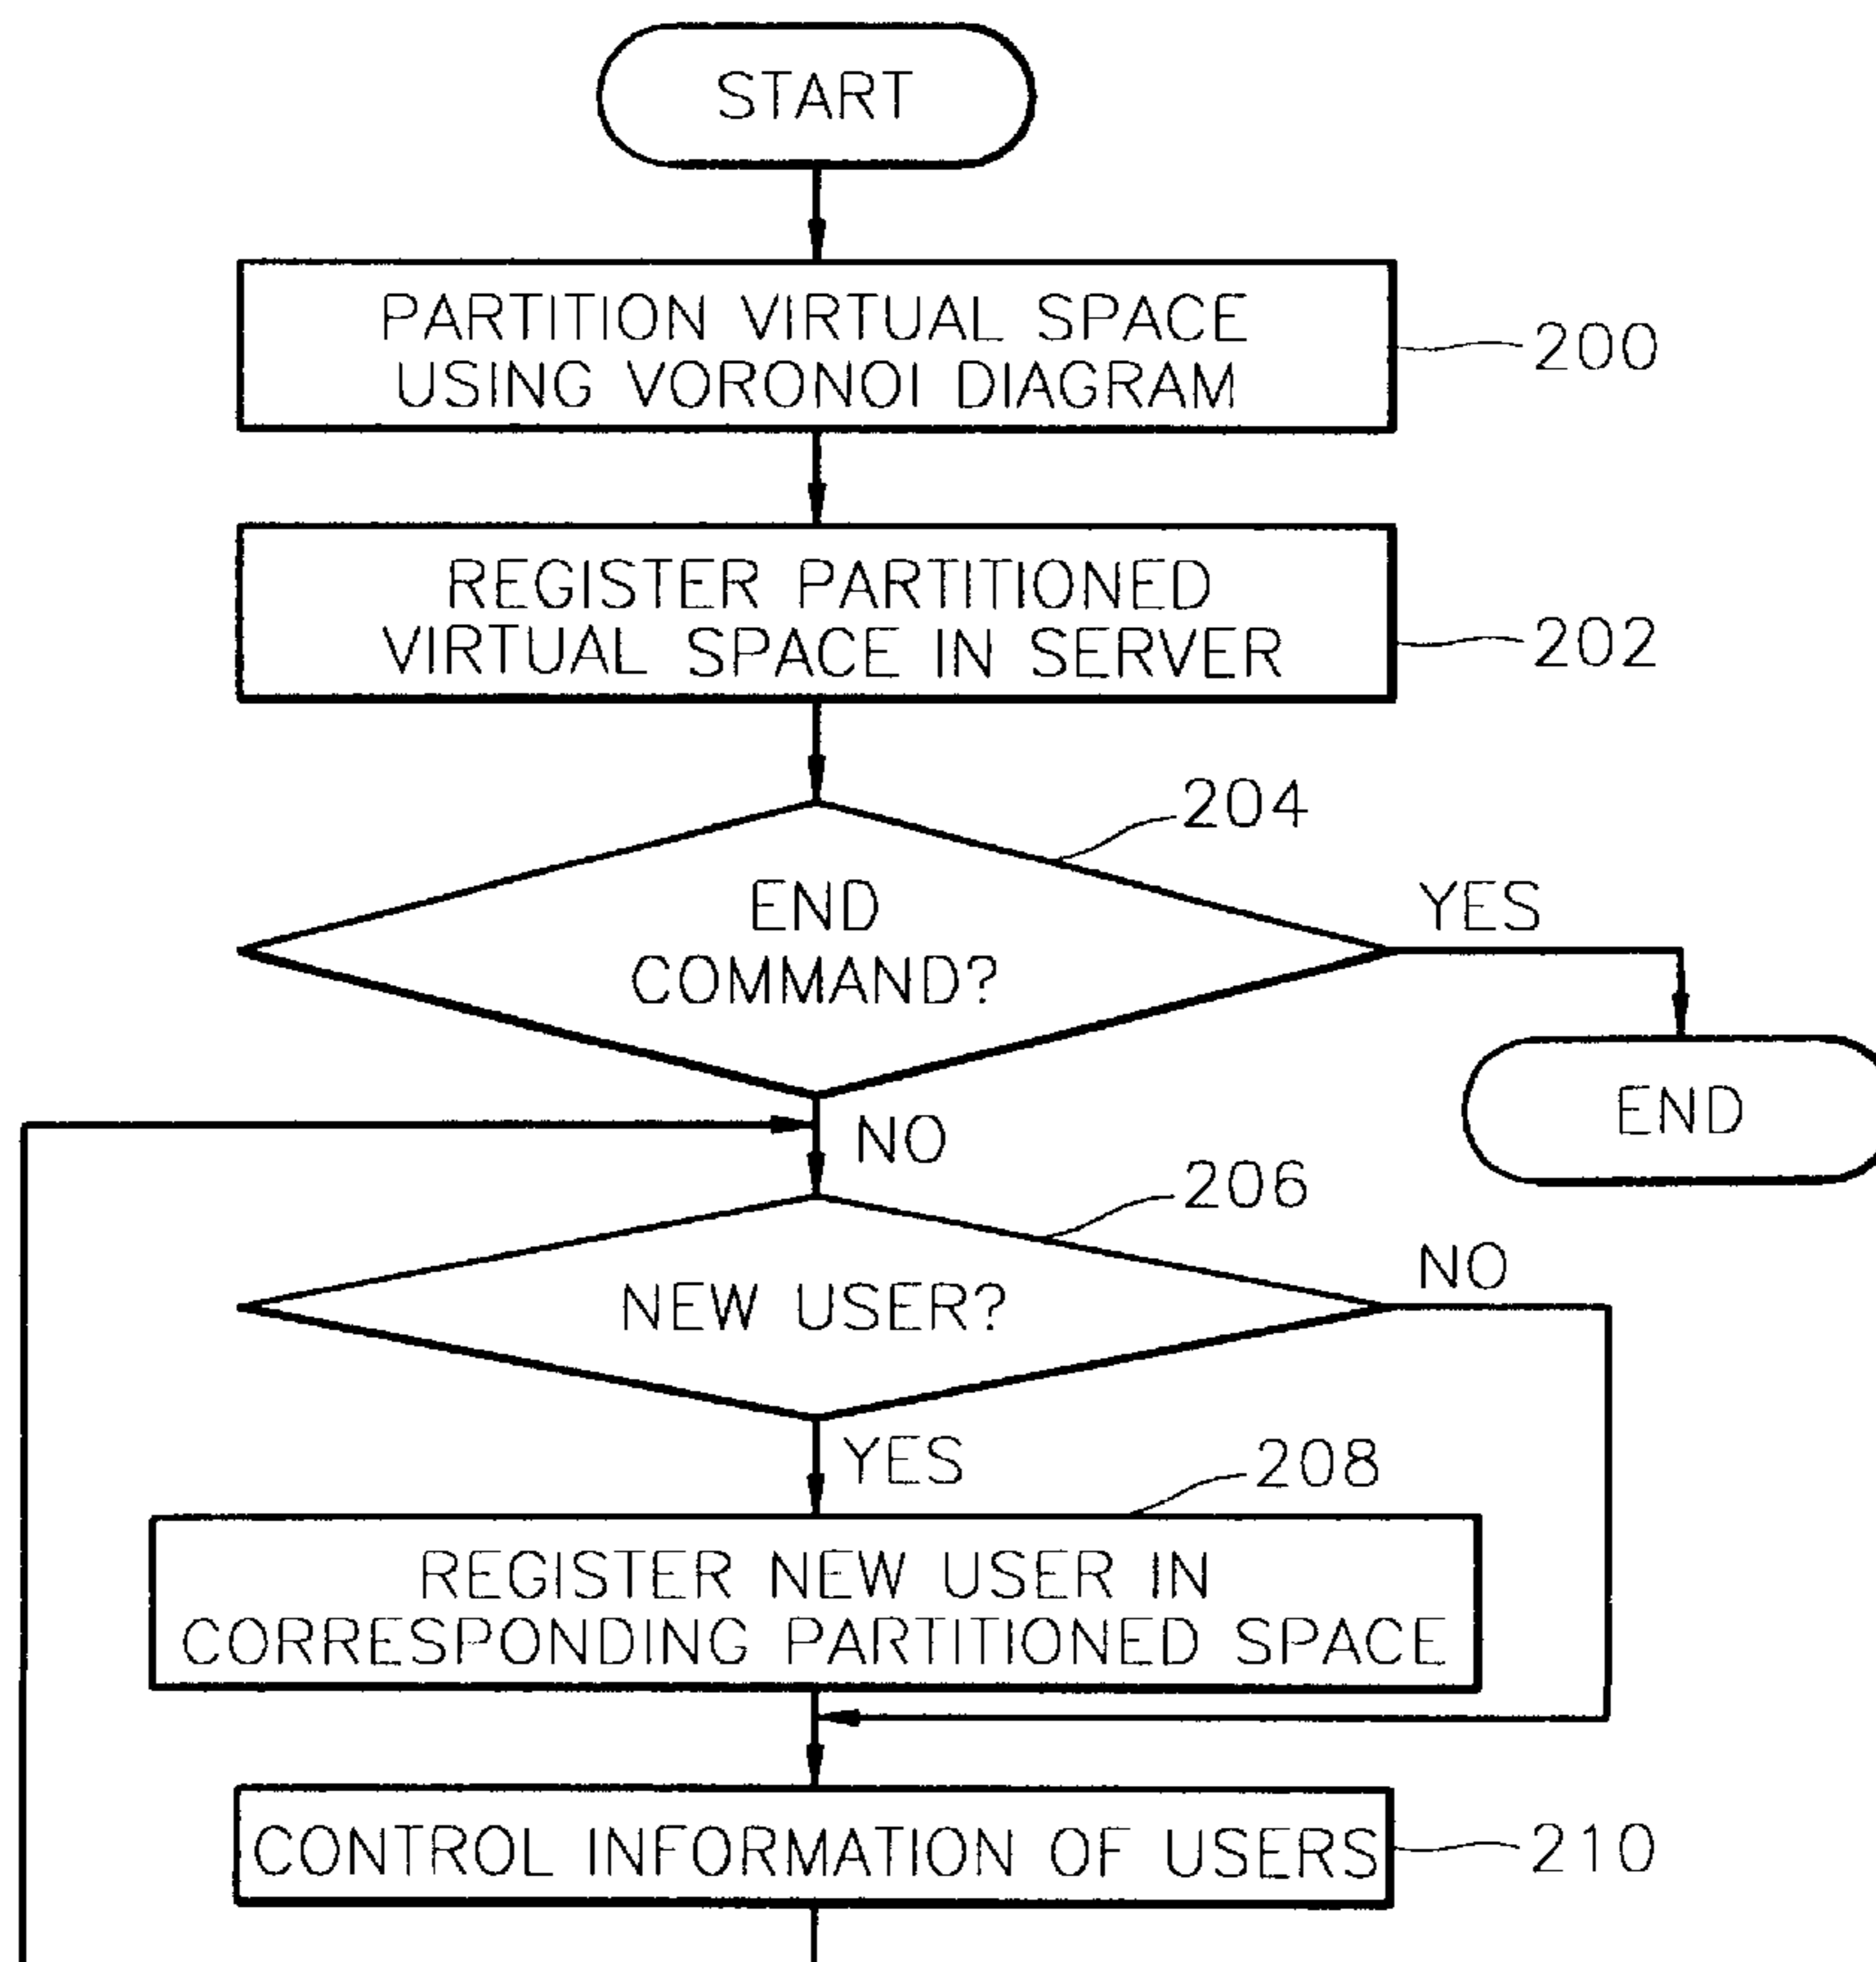 START
PARTITION VIRTUAL SPACE
USING VORONOI DIAGRAM
200
REGISTER PARTITIONED
VIRTUAL SPACE IN SERVER
202
204
END
COMMAND?
YES
END
NO
206
NEW USER?
NO
YES
208
REGISTER NEW USER IN
CORRESPONDING PARTITIONED SPACE
CONTROL INFORMATION OF USERS
210